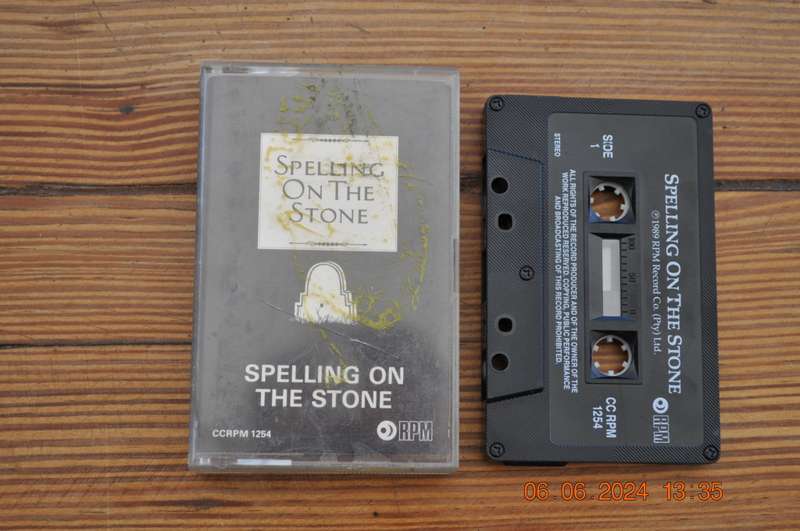 SPELLING
ON THE
STONE
SPELLING ON
THE STONE
CCRPM 1254
RPM
SPELLING ON THE STONE
℗ 1989 RPM Record Co. (Pty) Ltd.
RPM
SIDE
1
100 50 0
CC RPM
1254
STEREO
ALL RIGHTS OF THE RECORD PRODUCER AND OF THE OWNER OF THE
WORK REPRODUCED RESERVED. COPYING, PUBLIC PERFORMANCE
AND BROADCASTING OF THIS RECORD PROHIBITED.
06.06.2024 13:35